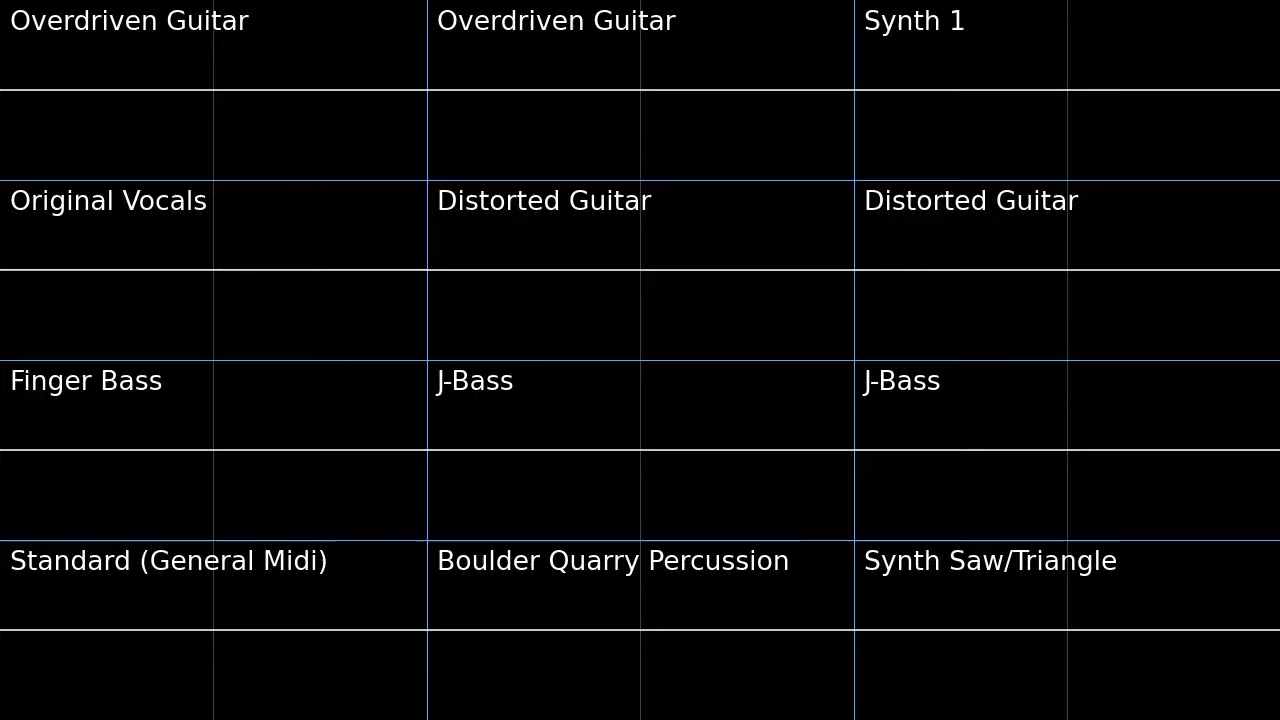 Overdriven Guitar
Overdriven Guitar
Synth 1
Original Vocals
Distorted Guitar
Distorted Guitar
Finger Bass
J-Bass
J-Bass
Standard (General Midi)
Boulder Quarry Percussion
Synth Saw/Triangle